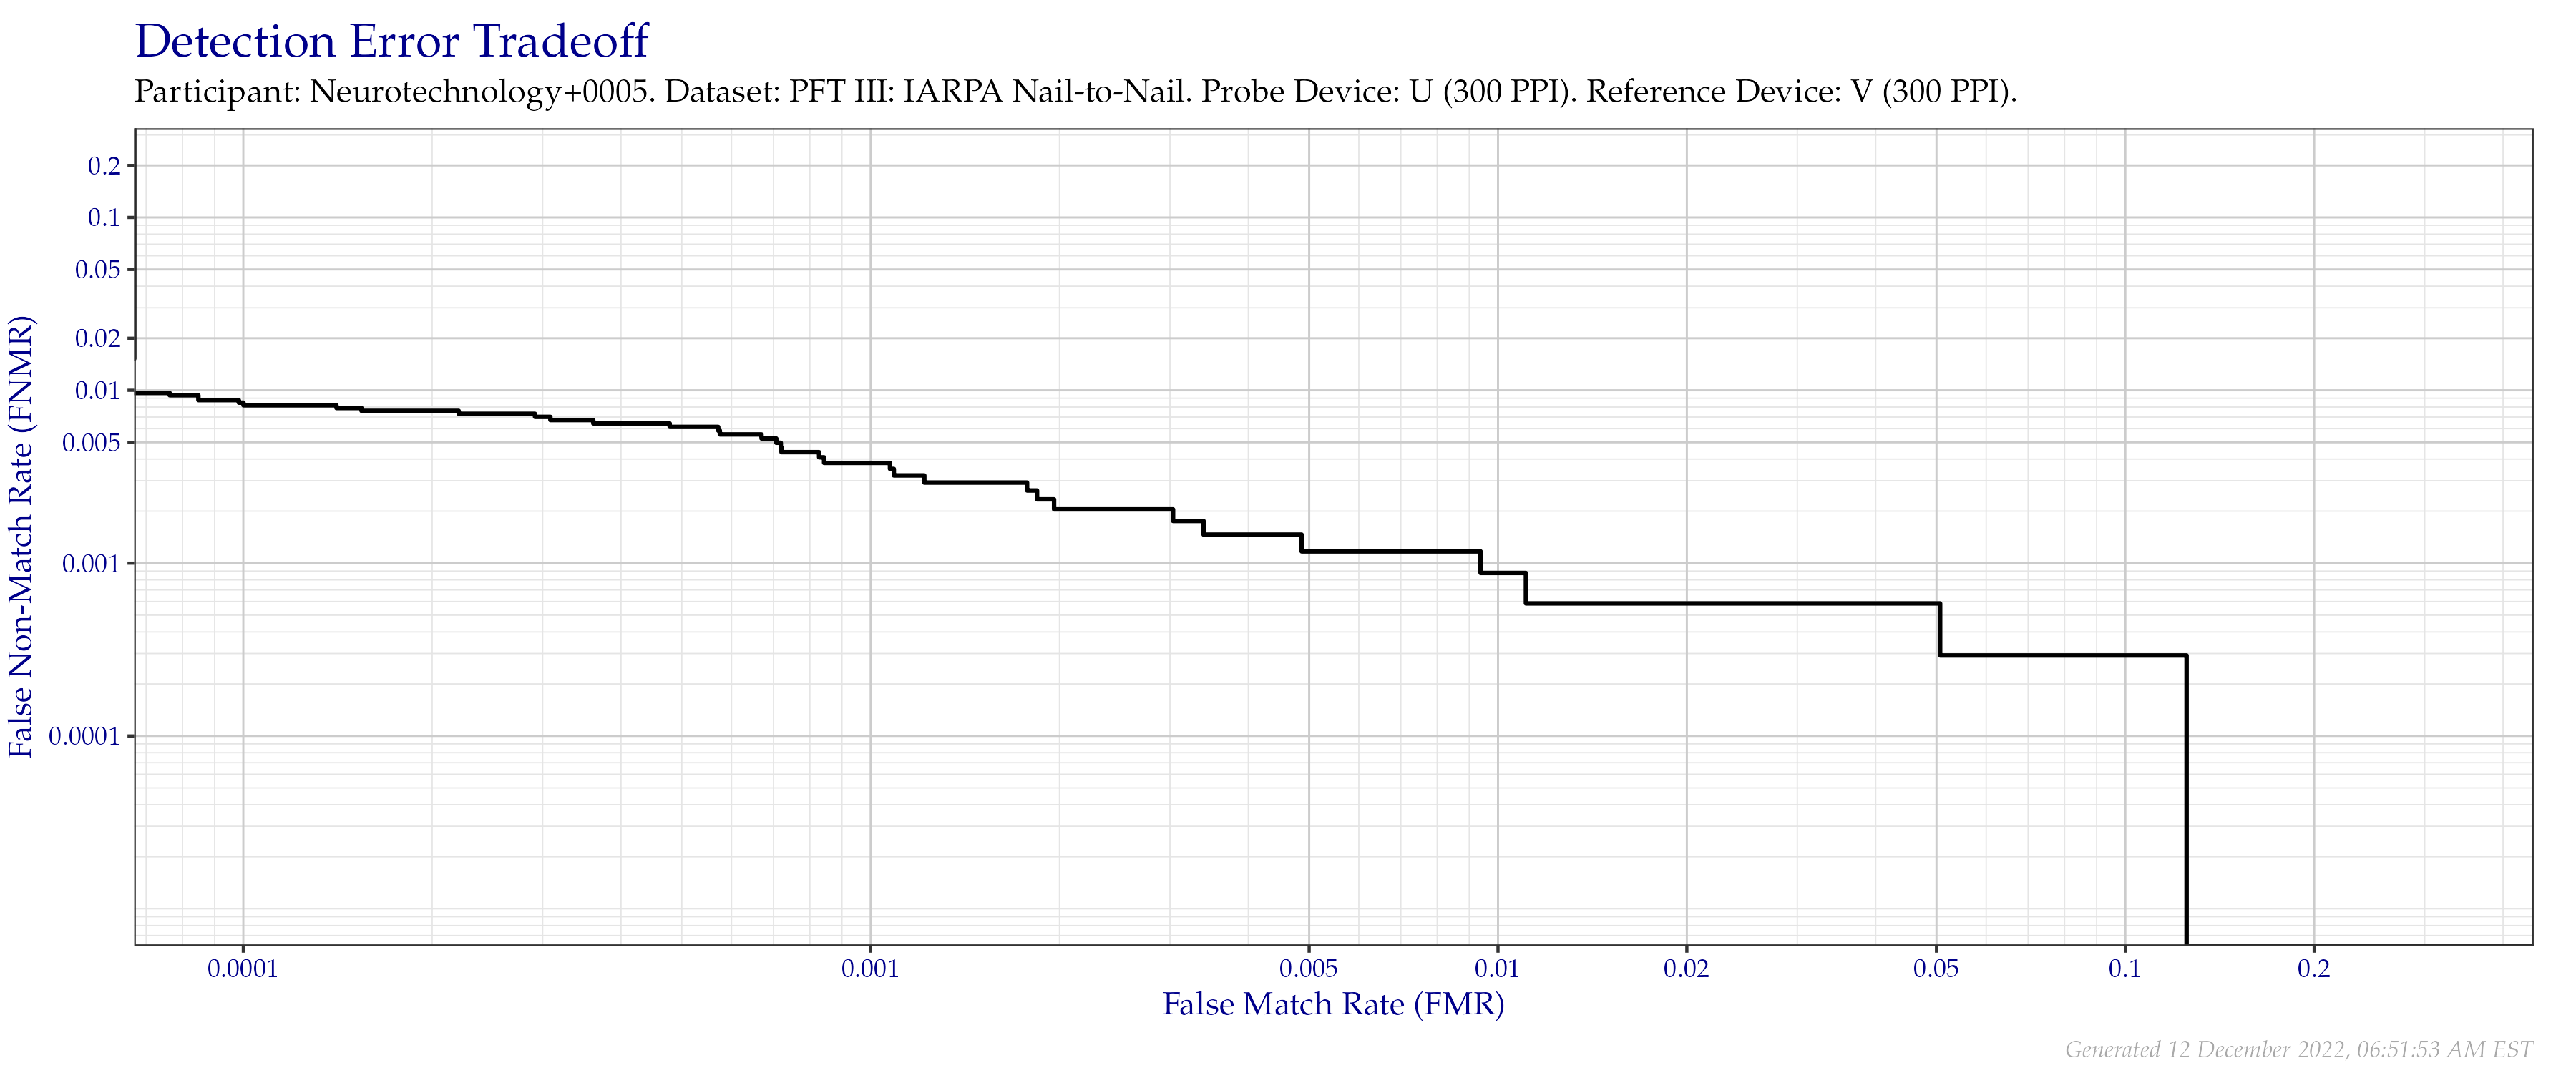 Detection Error Tradeoff
Participant: Neurotechnology+0005. Dataset: PFT III: IARPA Nail-to-Nail. Probe Device: U (300 PPI). Reference Device: V (300 PPI).
False Non-Match Rate (FNMR)
0.2
0.1
0.05
0.02
0.01
0.005
0.001
0.0001
0.0001 0.001 0.005 0.01 0.02 0.05 0.1 0.2
False Match Rate (FMR)
Generated 12 December 2022, 06:51:53 AM EST